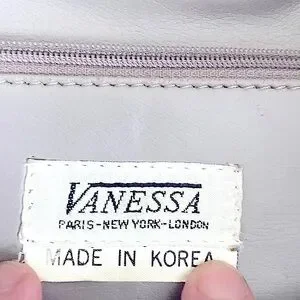 VANESSA
PARIS-NEW YORK-LONDON
MADE IN KOREA